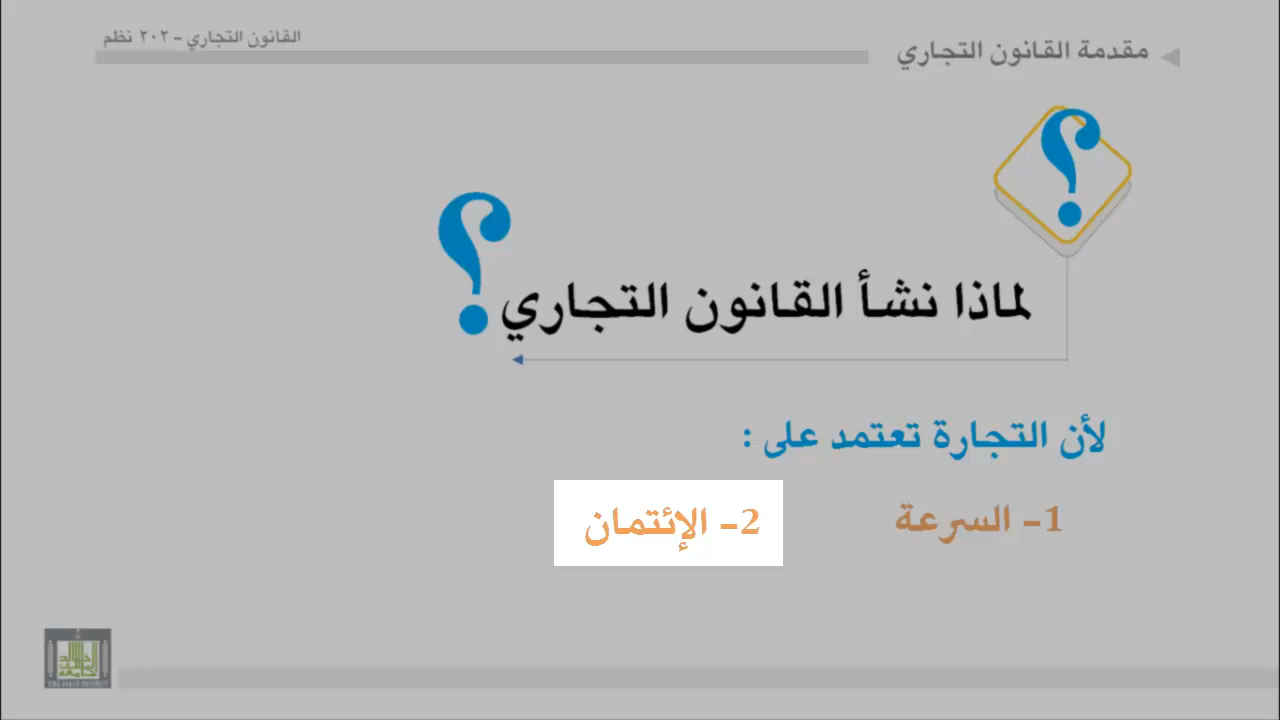 القانون التجاري - ٢٠٢ نظم
مقدمة القانون التجاري
؟
لماذا نشأ القانون التجاري؟
لأن التجارة تعتمد على :
1- السرعة
2- الإئتمان